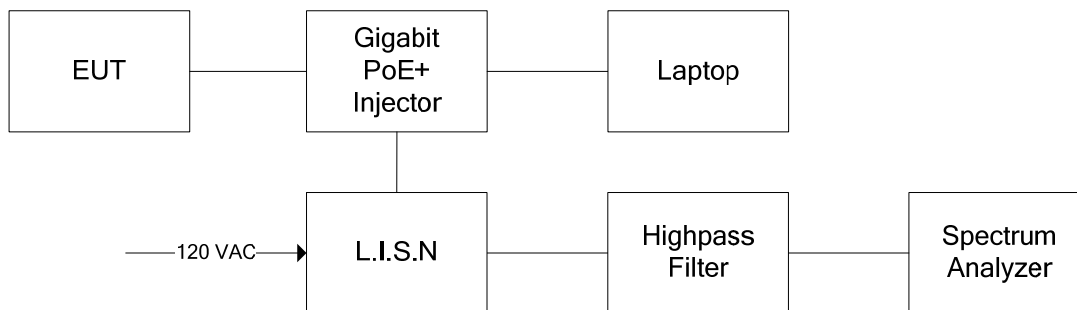 EUT
Gigabit
PoE+
Injector
Laptop
120 VAC
L.I.S.N
Highpass
Filter
Spectrum
Analyzer